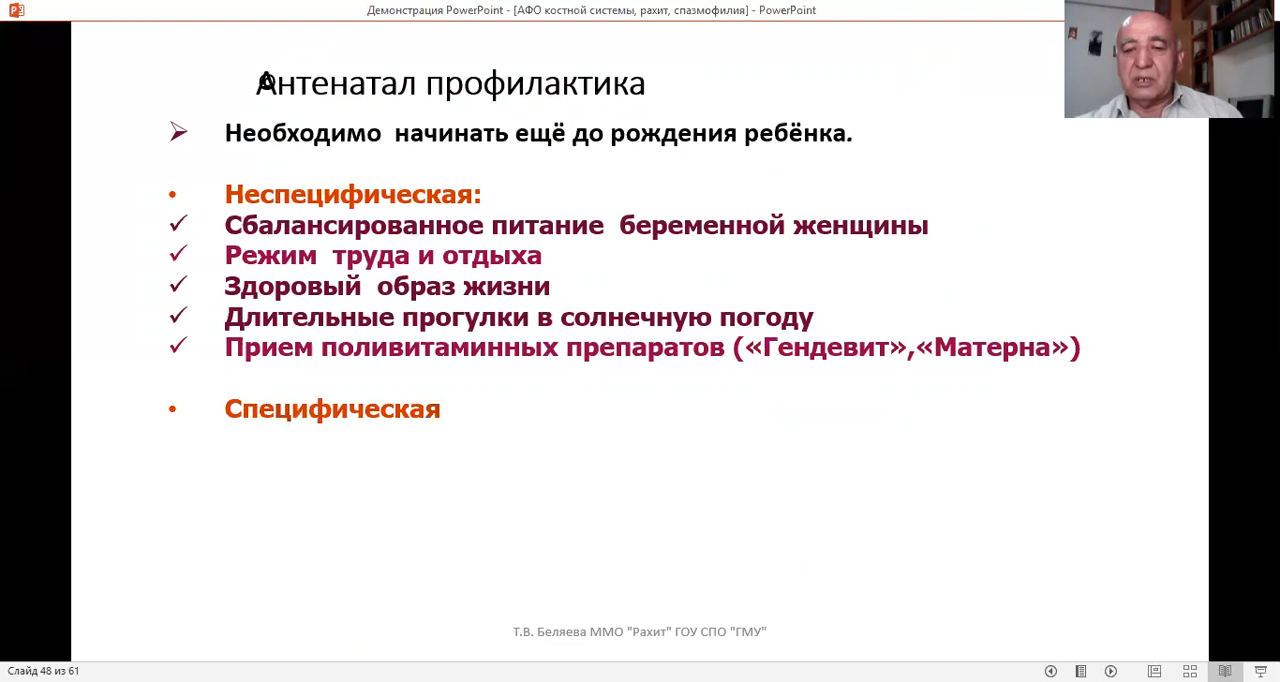 Демонстрация PowerPoint - [АФО костной системы, рахит, спазмофилия] - PowerPoint
Антенатал профилактика
Необходимо начинать ещё до рождения ребёнка.
Неспецифическая:
Сбалансированное питание беременной женщины
Режим труда и отдыха
Здоровый образ жизни
Длительные прогулки в солнечную погоду
Прием поливитаминных препаратов («Гендевит»,«Матерна»)
Специфическая
Т.В. Беляева ММО "Рахит" ГОУ СПО "ГМУ"
Слайд 48 из 61